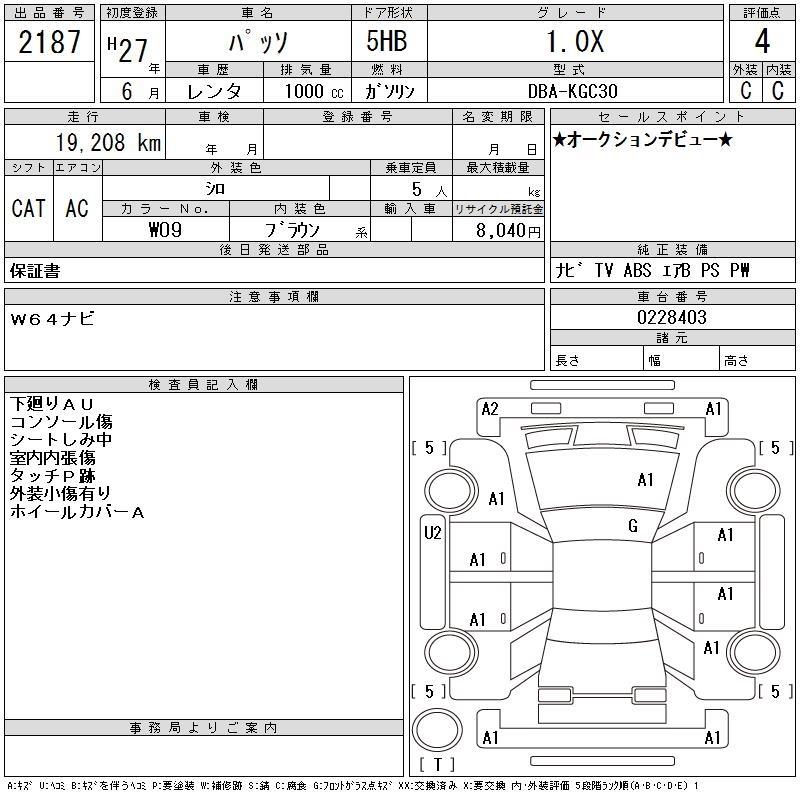 出品番号 初度登録 車名 ドア形状 グレード 評価点
2187 H27年 パッソ 5HB 1.0X 4
車歴 排気量 燃料 型式 外装 内装
6月 レンタ 1000 CC ガソリン DBA-KGC30 C C
走行 車検 登録番号 名変期限 セールスポイント
19,208 km 年 月 月 日 ★オークションデビュー★
シフト エアコン 外装色 乗車定員 最大積載量
CAT AC シロ 5人 kg
カラーNo. 内装色 輸入車 リサイクル預託金
W09 ブラウン 系 8,040円
後日発送部品 純正装備
保証書 ナビ TV ABS エアB PS PW
注意事項欄 車台番号
W64ナビ 0228403
諸元
長さ 幅 高さ
検査員記入欄
下廻りAU
コンソール傷
シートしみ中
室内内張傷
タッチP跡
外装小傷有り
ホイールカバーA
事務局よりご案内
A2 A1
[5] [5]
A1
A1 A1
G
U2 A1
A1
A1 A1
A1
[5] [5]
A1 A1
[T]
A:キズ U:ヘコミ B:キズを伴うヘコミ P:要塗装 W:補修跡 S:錆 C:腐食 G:フロントガラス点キズ XX:交換済み X:要交換 内・外装評価 5段階ランク順(A・B・C・D・E) 1